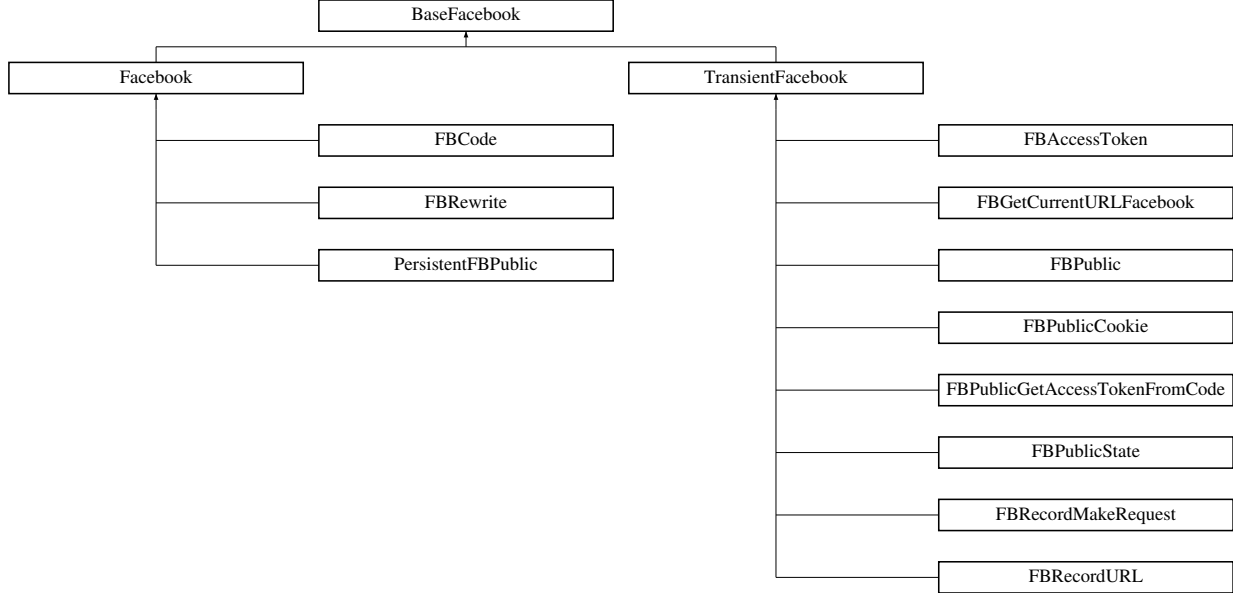 BaseFacebook
Facebook
TransientFacebook
FBCode
FBAccessToken
FBRewrite
FBGetCurrentURLFacebook
PersistentFBPublic
FBPublic
FBPublicCookie
FBPublicGetAccessTokenFromCode
FBPublicState
FBRecordMakeRequest
FBRecordURL